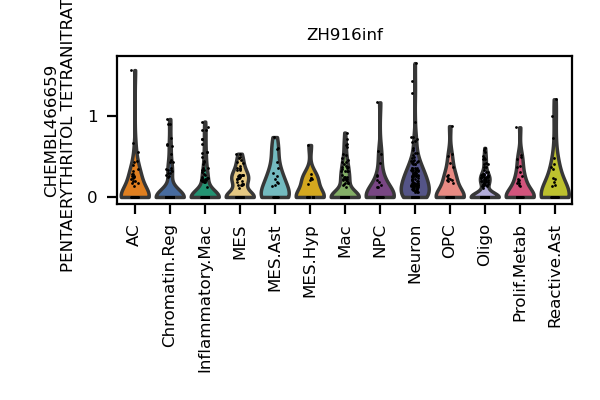 ZH916inf
CHEMBL466659
PENTAERYTHRITOL TETRANITRAT
1
0
AC
Chromatin.Reg
Inflammatory.Mac
MES
MES.Ast
MES.Hyp
Mac
NPC
Neuron
OPC
Oligo
Prolif.Metab
Reactive.Ast